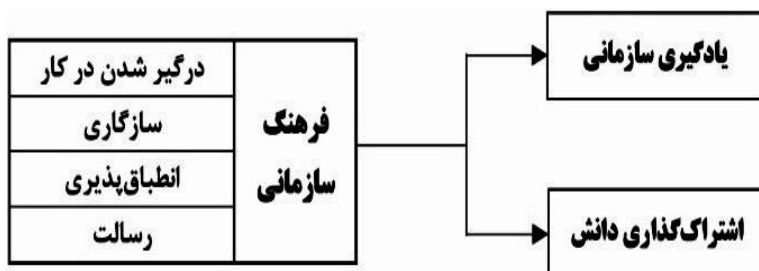 یادگیری سازمانی
درگیر شدن در کار
سازگاری
انطباق‌پذیری
رسالت
فرهنگ
سازمانی
اشتراک‌گذاری دانش